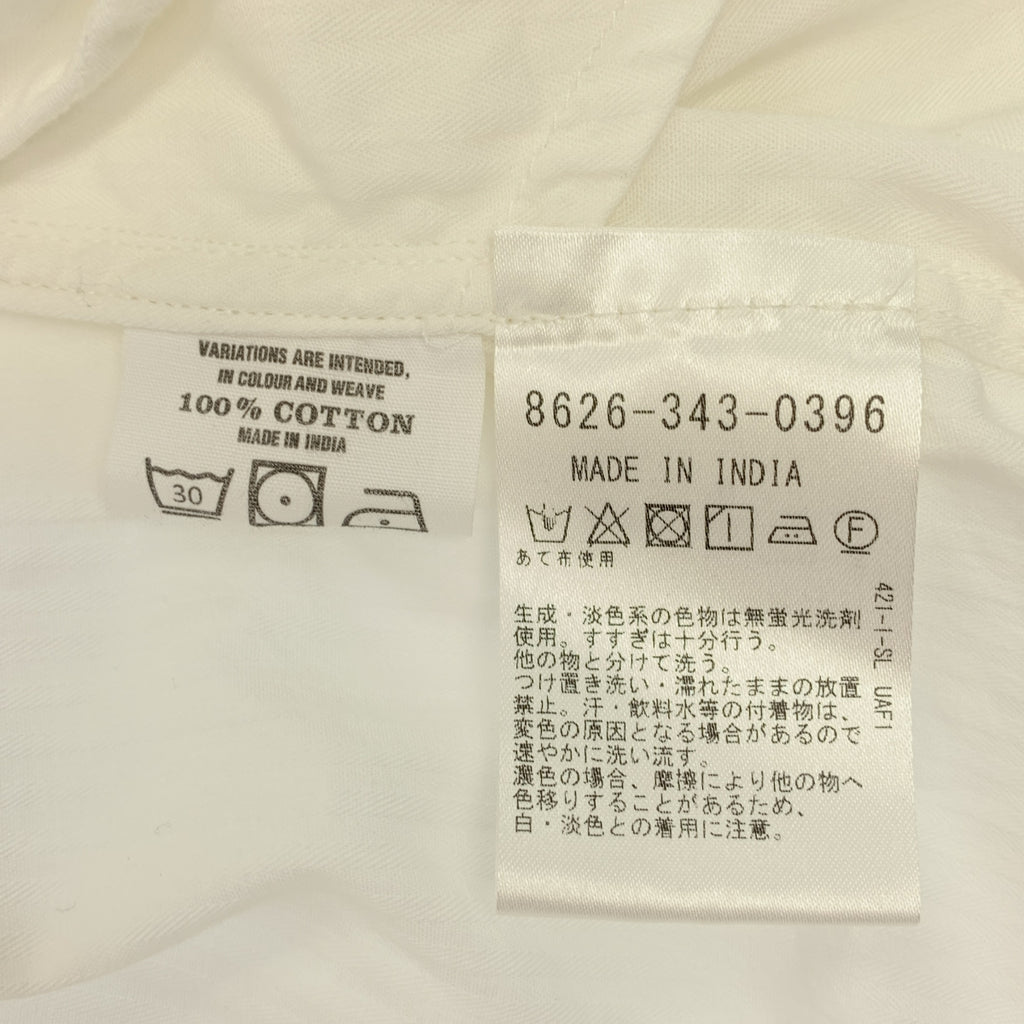 VARIATIONS ARE INTENDED,
IN COLOUR AND WEAVE
100% COTTON
MADE IN INDIA
30
8626-343-0396
MADE IN INDIA
F
あて布使用
生成・淡色系の色物は無蛍光洗剤
使用。すすぎは十分行う。
他の物と分けて洗う。
つけ置き洗い・濡れたままの放置
禁止。汗・飲料水等の付着物は、
変色の原因となる場合があるので
速やかに洗い流す。
濃色の場合、摩擦により他の物へ
色移りすることがあるため、
白・淡色との着用に注意。
421-1-SL UAF1